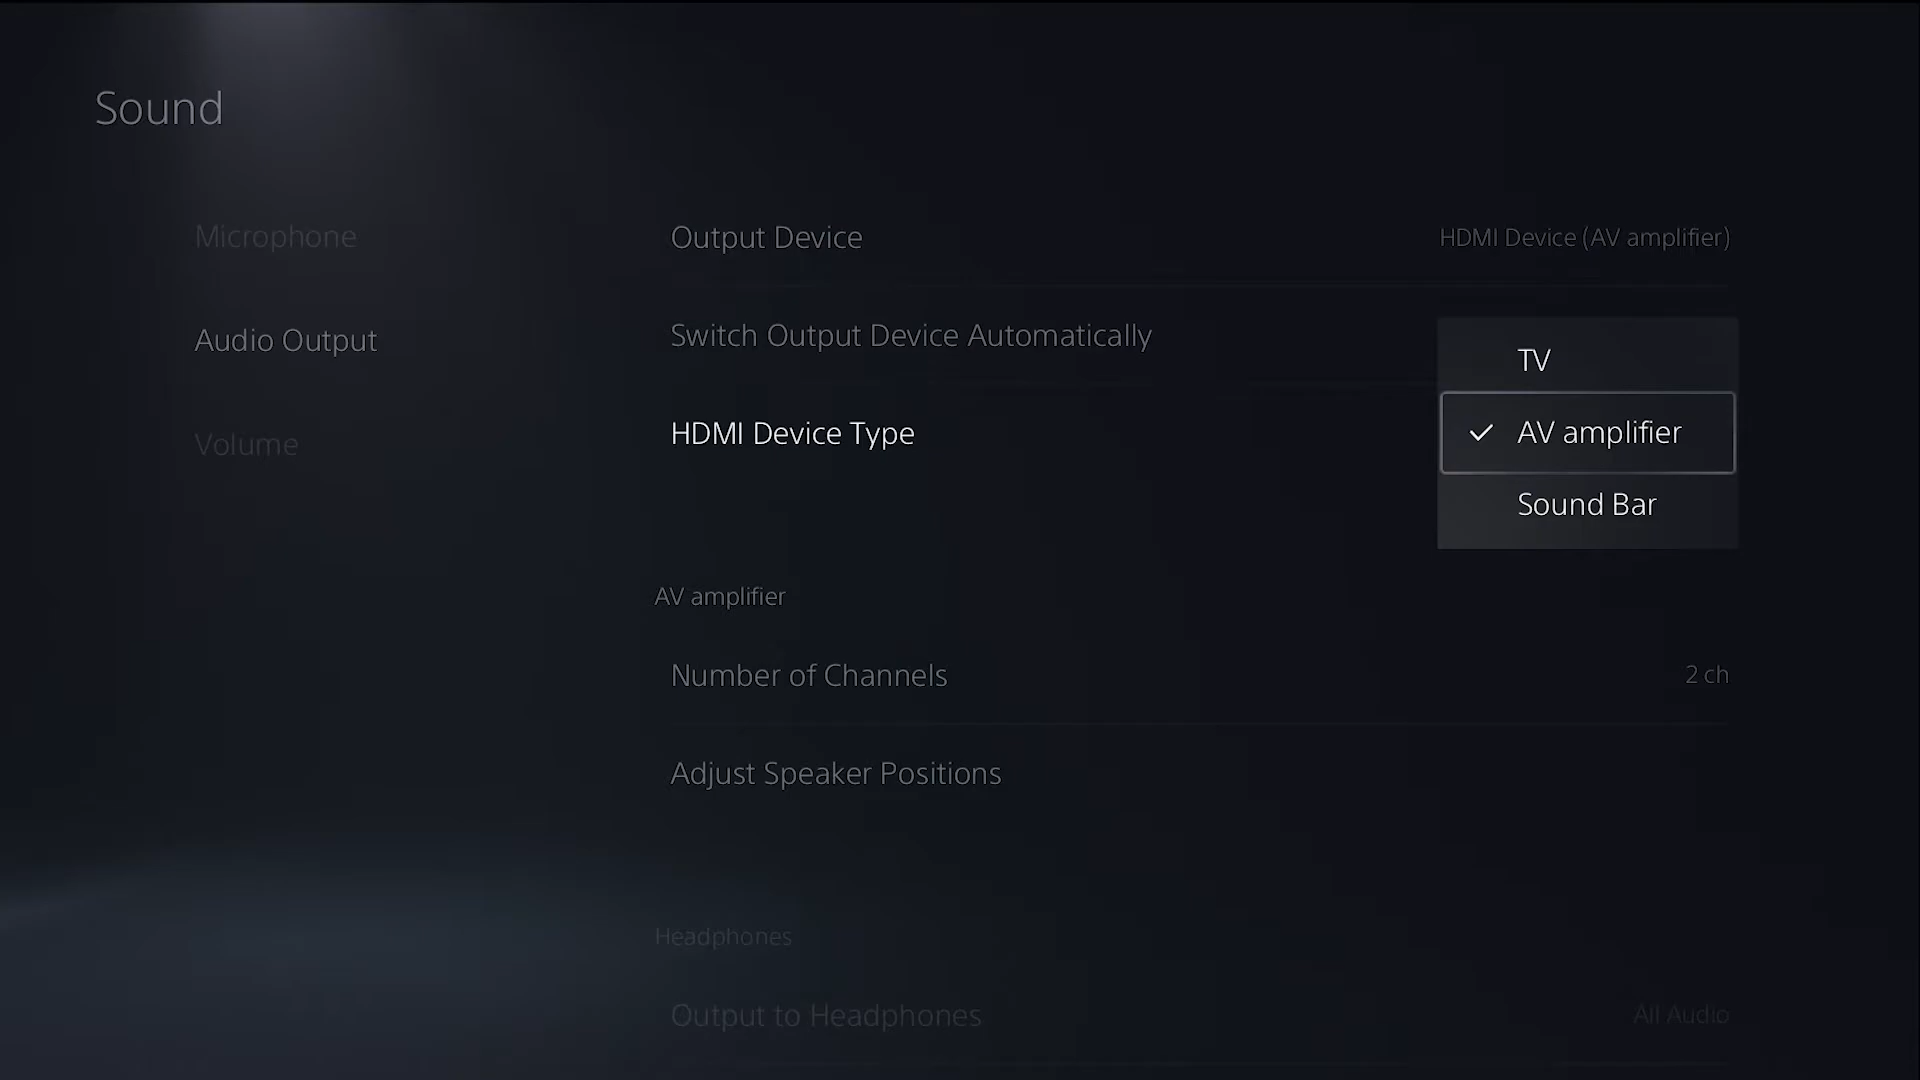 Sound
Microphone
Audio Output
Volume
Output Device
HDMI Device (AV amplifier)
Switch Output Device Automatically
HDMI Device Type
TV
AV amplifier
Sound Bar
AV amplifier
Number of Channels
2 ch
Adjust Speaker Positions
Headphones
Output to Headphones
All Audio